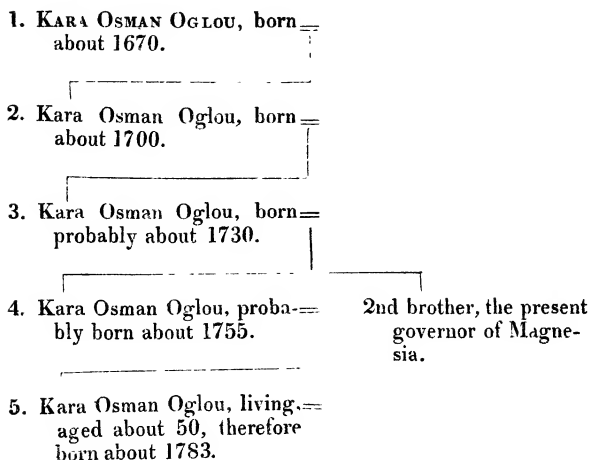 1. KARA OSMAN OGLOU, born
about 1670.
2. Kara Osman Oglou, born
about 1700.
3. Kara Osman Oglou, born
probably about 1730.
4. Kara Osman Oglou, proba-
bly born about 1755.
2nd brother, the present
governor of Magne-
sia.
5. Kara Osman Oglou, living,
aged about 50, therefore
born about 1783.